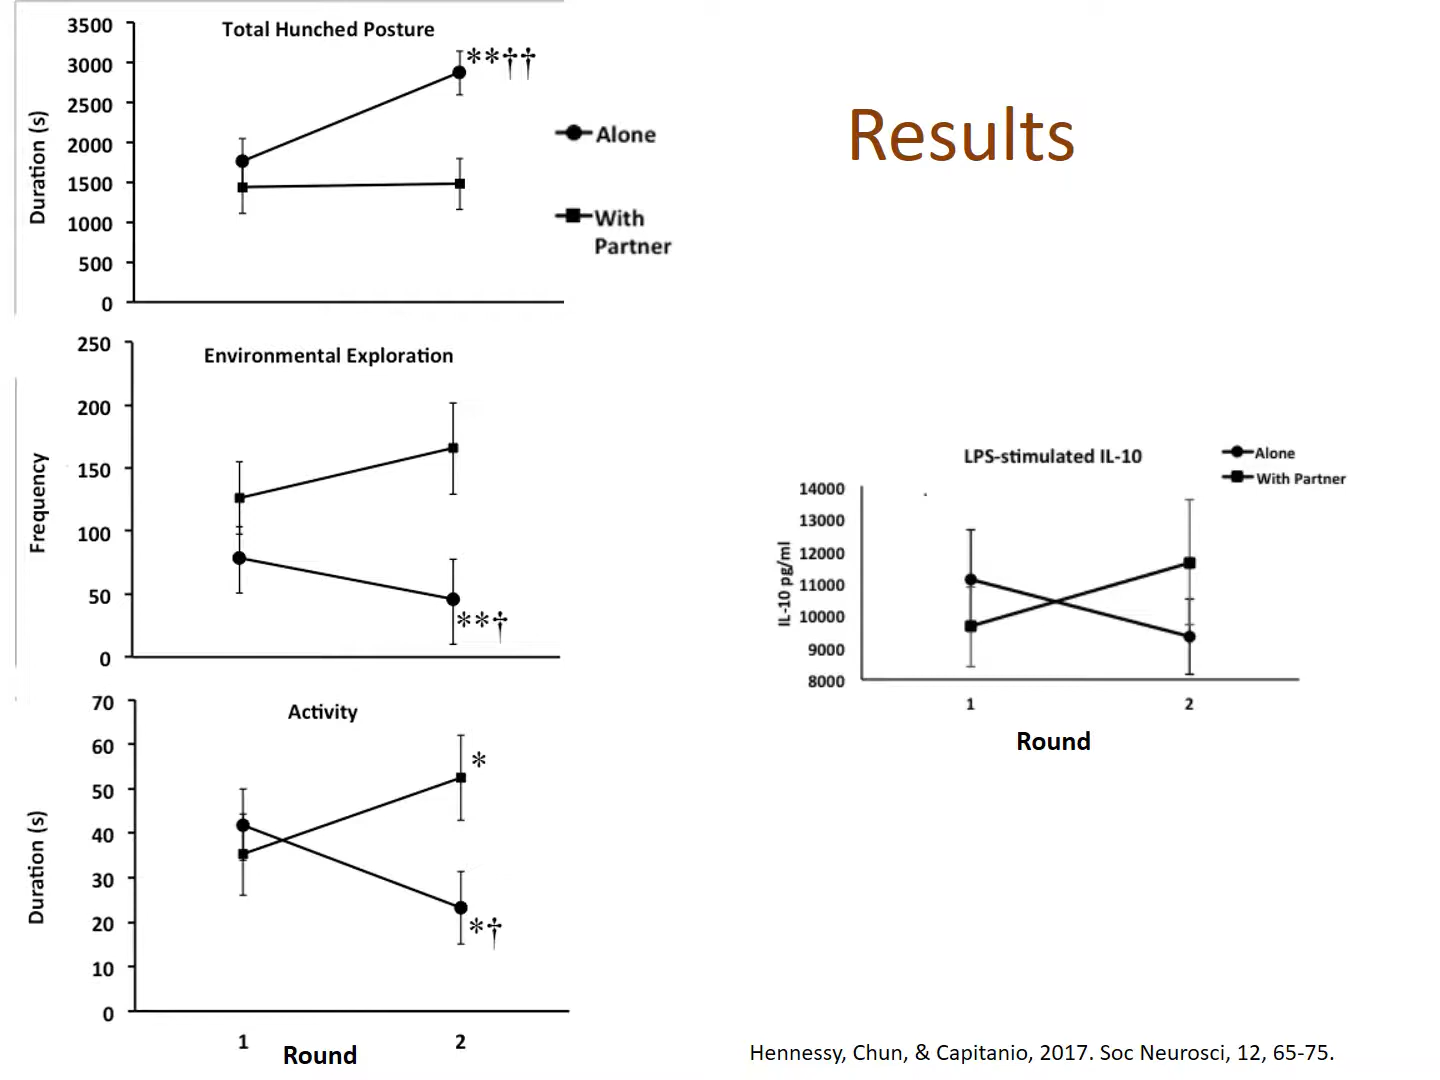 Total Hunched Posture
3500
3000
2500
2000
1500
1000
500
0
Duration (s)
**††
Alone
With
Partner
Results
Environmental Exploration
250
200
150
100
50
0
Frequency
**†
Activity
70
60
50
40
30
20
10
0
Duration (s)
*
*†
1
2
Round
LPS-stimulated IL-10
Alone
With Partner
14000
13000
12000
11000
10000
9000
8000
IL-10 pg/ml
1
2
Round
Hennessy, Chun, & Capitanio, 2017. Soc Neurosci, 12, 65-75.